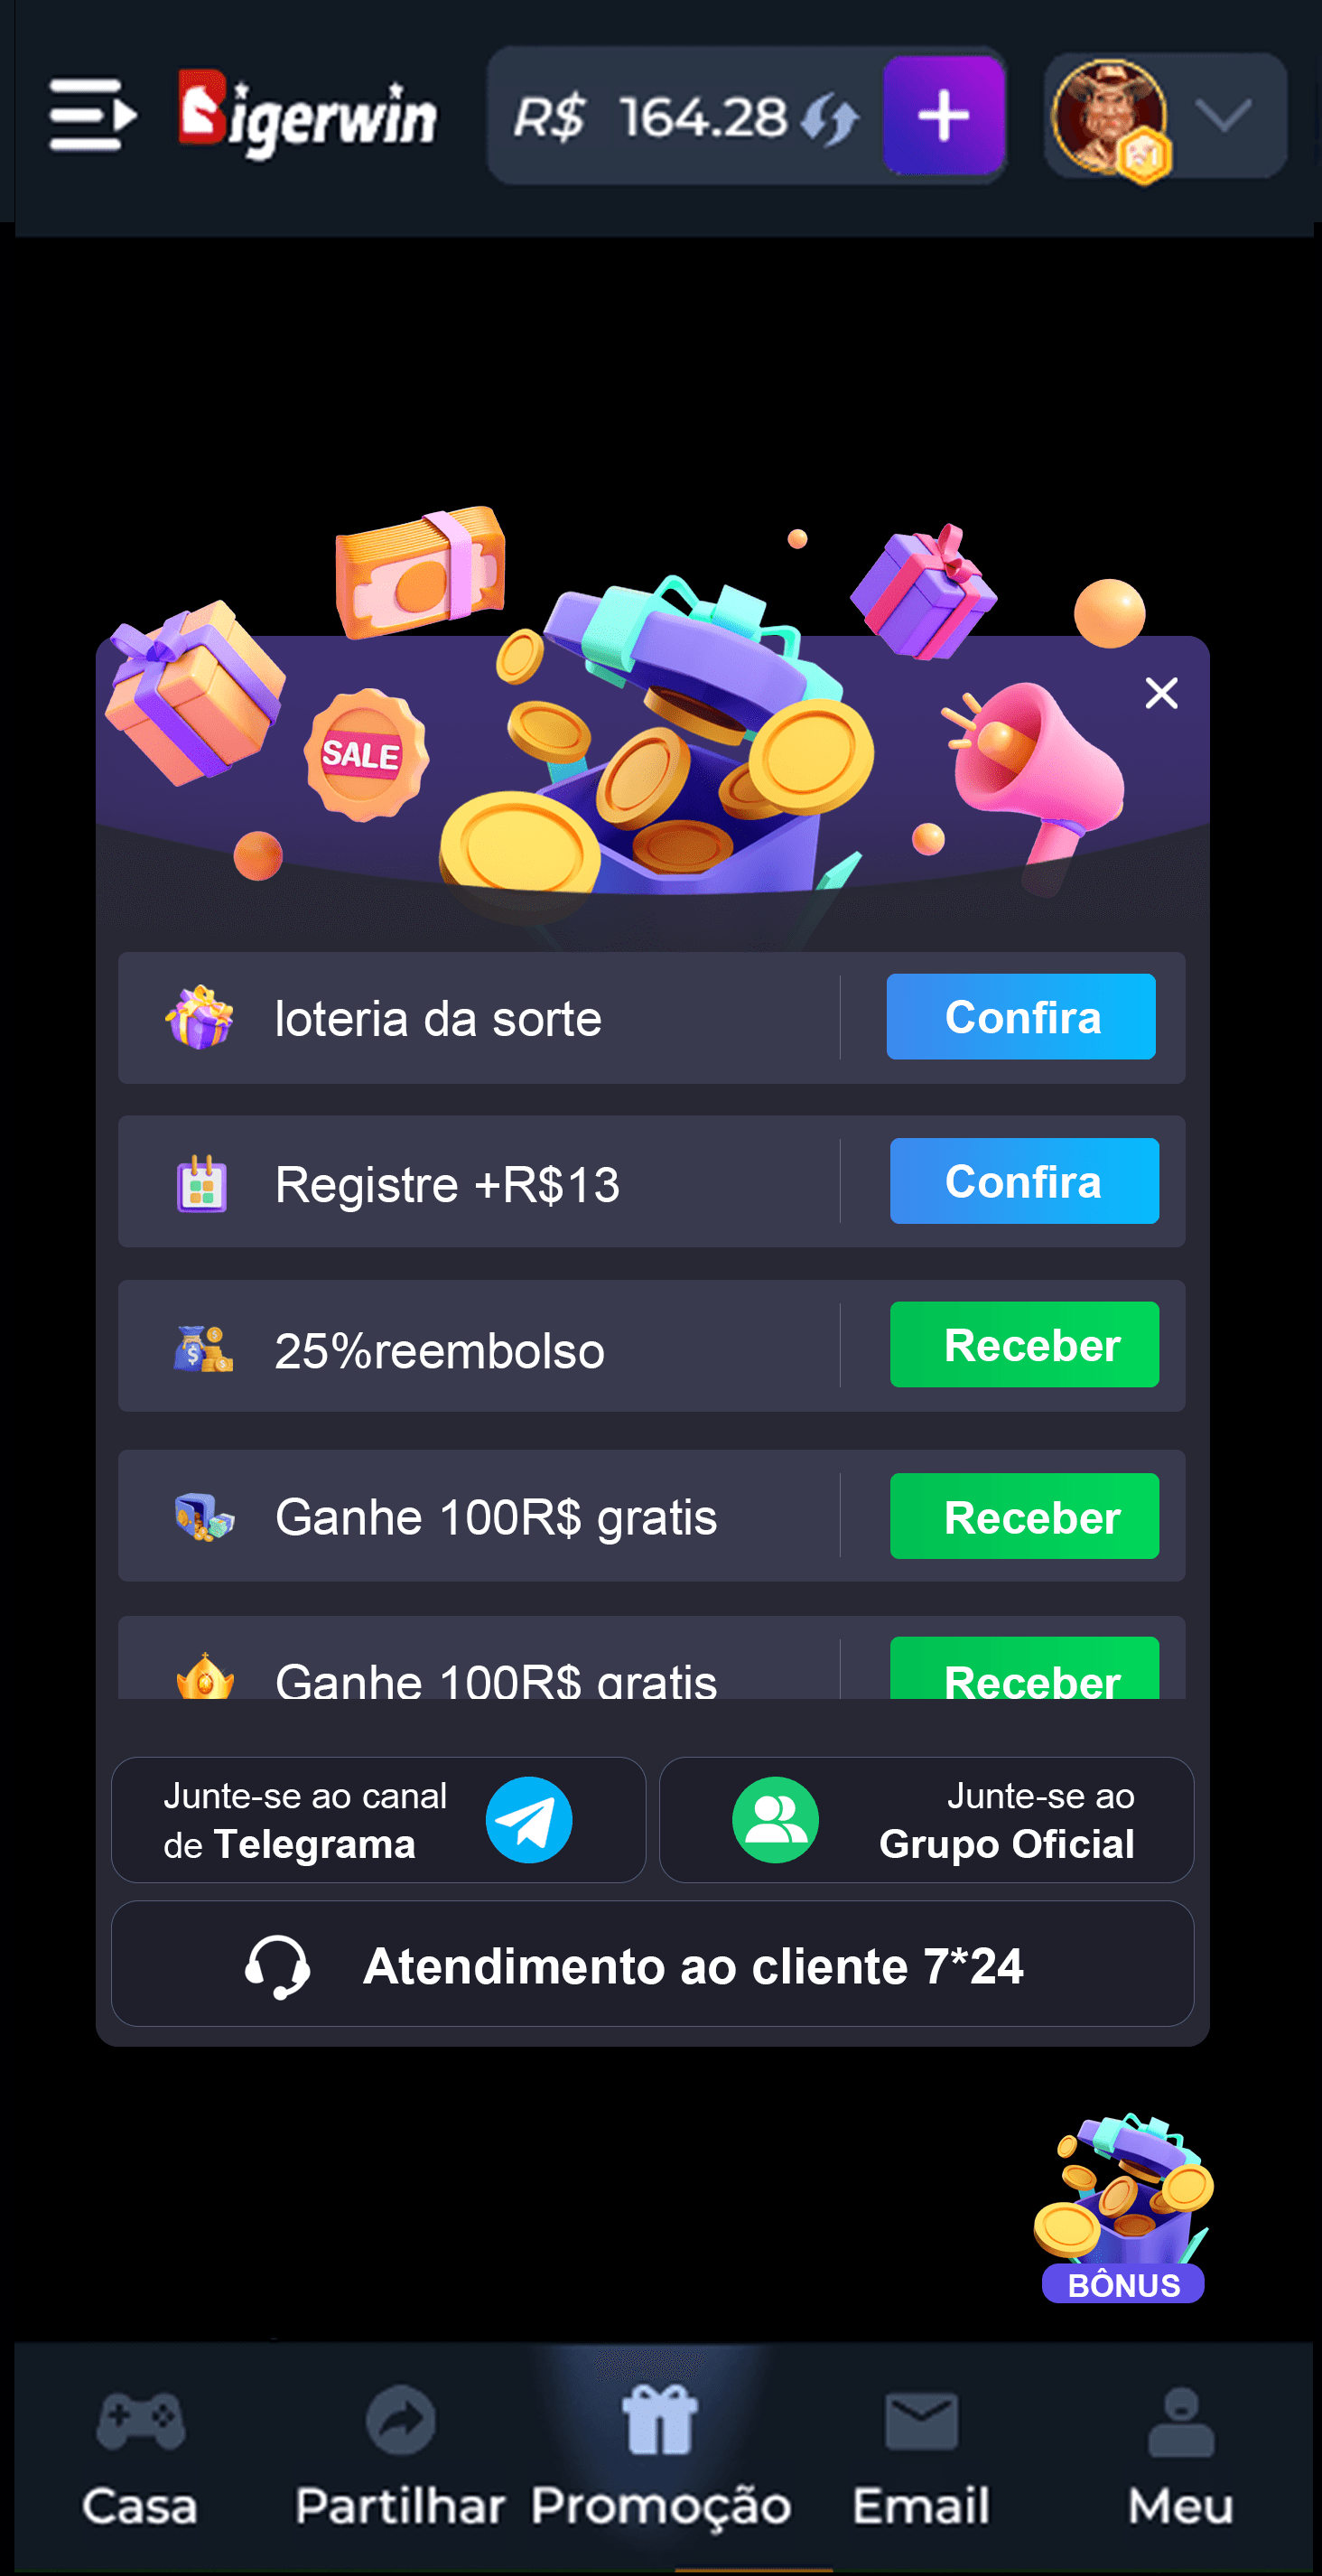 Bigerwin
R$ 164.28
SALE
loteria da sorte
Confira
Registre +R$13
Confira
25%reembolso
Receber
Ganhe 100R$ gratis
Receber
Ganhe 100R$ gratis
Receber
Junte-se ao canal
de Telegrama
Junte-se ao
Grupo Oficial
Atendimento ao cliente 7*24
BÔNUS
Casa
Partilhar
Promoção
Email
Meu